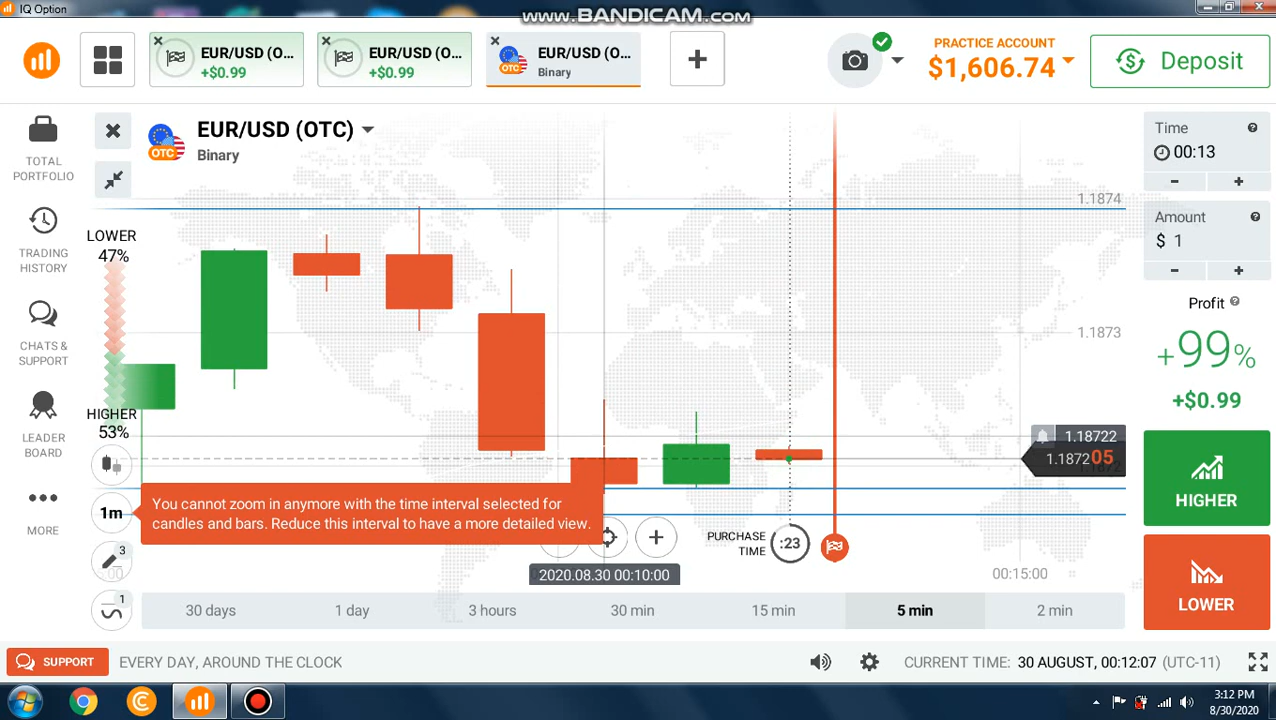 IQ Option
www.BANDICAM.com
EUR/USD (O...
+$0.99
EUR/USD (O...
+$0.99
EUR/USD (O...
OTC
Binary
PRACTICE ACCOUNT
$1,606.74
Deposit
TOTAL
PORTFOLIO
TRADING
HISTORY
CHATS &
SUPPORT
LEADER
BOARD
MORE
EUR/USD (OTC)
OTC
Binary
LOWER
47%
HIGHER
53%
1m
3
1
You cannot zoom in anymore with the time interval selected for
candles and bars. Reduce this interval to have a more detailed view.
1.1874
1.1873
1.18722
1.187205
PURCHASE
TIME
:23
2020.08.30 00:10:00
00:15:00
30 days
1 day
3 hours
30 min
15 min
5 min
2 min
Time
00:13
- +
Amount
$ 1
- +
Profit
+99%
+$0.99
HIGHER
LOWER
SUPPORT
EVERY DAY, AROUND THE CLOCK
CURRENT TIME: 30 AUGUST, 00:12:07 (UTC-11)
3:12 PM
8/30/2020